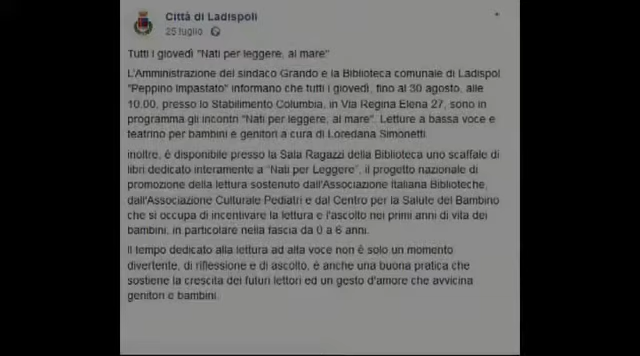 Città di Ladispoli
25 luglio
Tutti i giovedì "Nati per leggere, al mare"
L'Amministrazione del sindaco Grando e la Biblioteca comunale di Ladispoli
"Peppino Impastato" informano che tutti i giovedì, fino al 30 agosto, alle
10.00, presso lo Stabilimento Columbia, in Via Regina Elena 27, sono in
programma gli incontri "Nati per leggere, al mare". Letture a bassa voce e
teatrino per bambini e genitori a cura di Loredana Simonetti.
inoltre, è disponibile presso la Sala Ragazzi della Biblioteca uno scaffale di
libri dedicato interamente a "Nati per Leggere", il progetto nazionale di
promozione della lettura sostenuto dall'Associazione Italiana Biblioteche,
dall'Associazione Culturale Pediatri e dal Centro per la Salute del Bambino
che si occupa di incentivare la lettura e l'ascolto nei primi anni di vita dei
bambini, in particolare nella fascia da 0 a 6 anni.
Il tempo dedicato alla lettura ad alta voce non è solo un momento
divertente, di riflessione e di ascolto, è anche una buona pratica che
sostiene la crescita dei futuri lettori ed un gesto d'amore che avvicina
genitori e bambini.